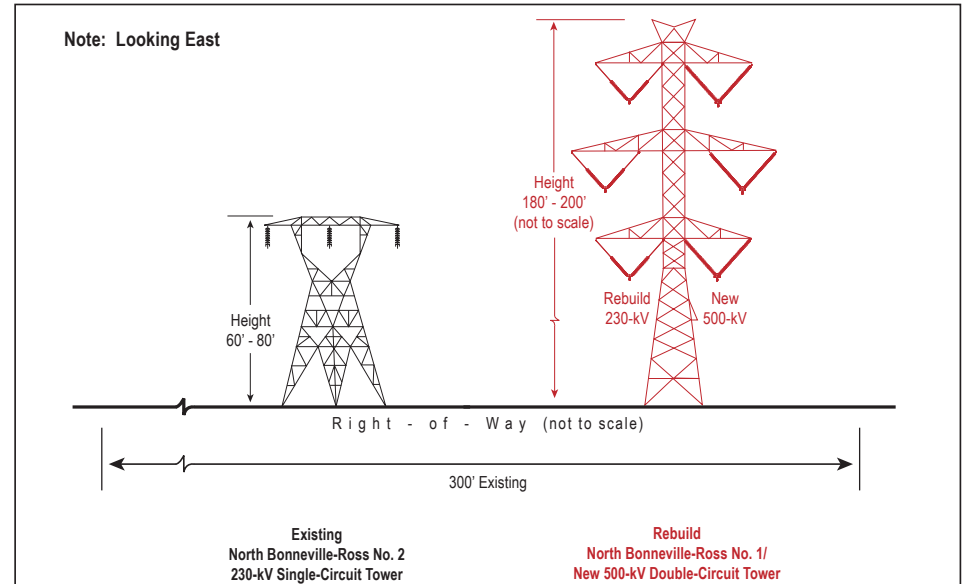 Note: Looking East
Height
180' - 200'
(not to scale)
Height
60' - 80'
Rebuild
230-kV
New
500-kV
Right - of - Way (not to scale)
300' Existing
Existing
North Bonneville-Ross No. 2
230-kV Single-Circuit Tower
Rebuild
North Bonneville-Ross No. 1/
New 500-kV Double-Circuit Tower